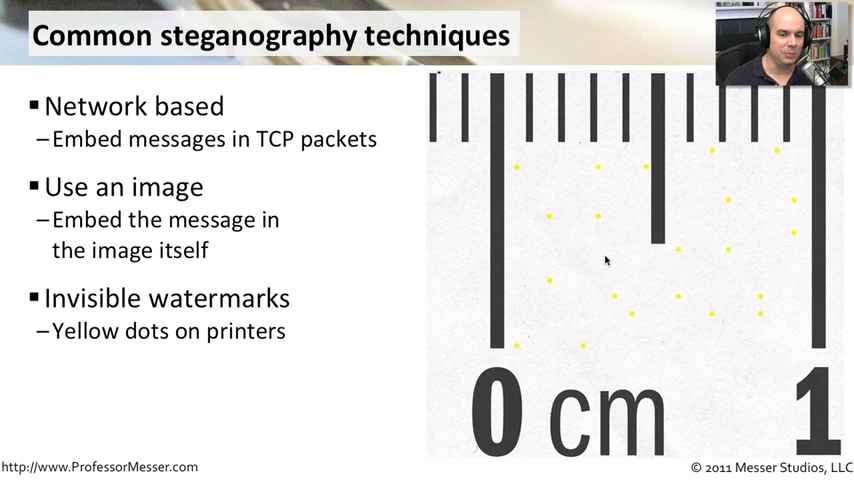 Common steganography techniques
▪ Network based
–Embed messages in TCP packets
▪ Use an image
–Embed the message in
the image itself
▪ Invisible watermarks
–Yellow dots on printers
0 cm 1
http://www.ProfessorMesser.com
© 2011 Messer Studios, LLC